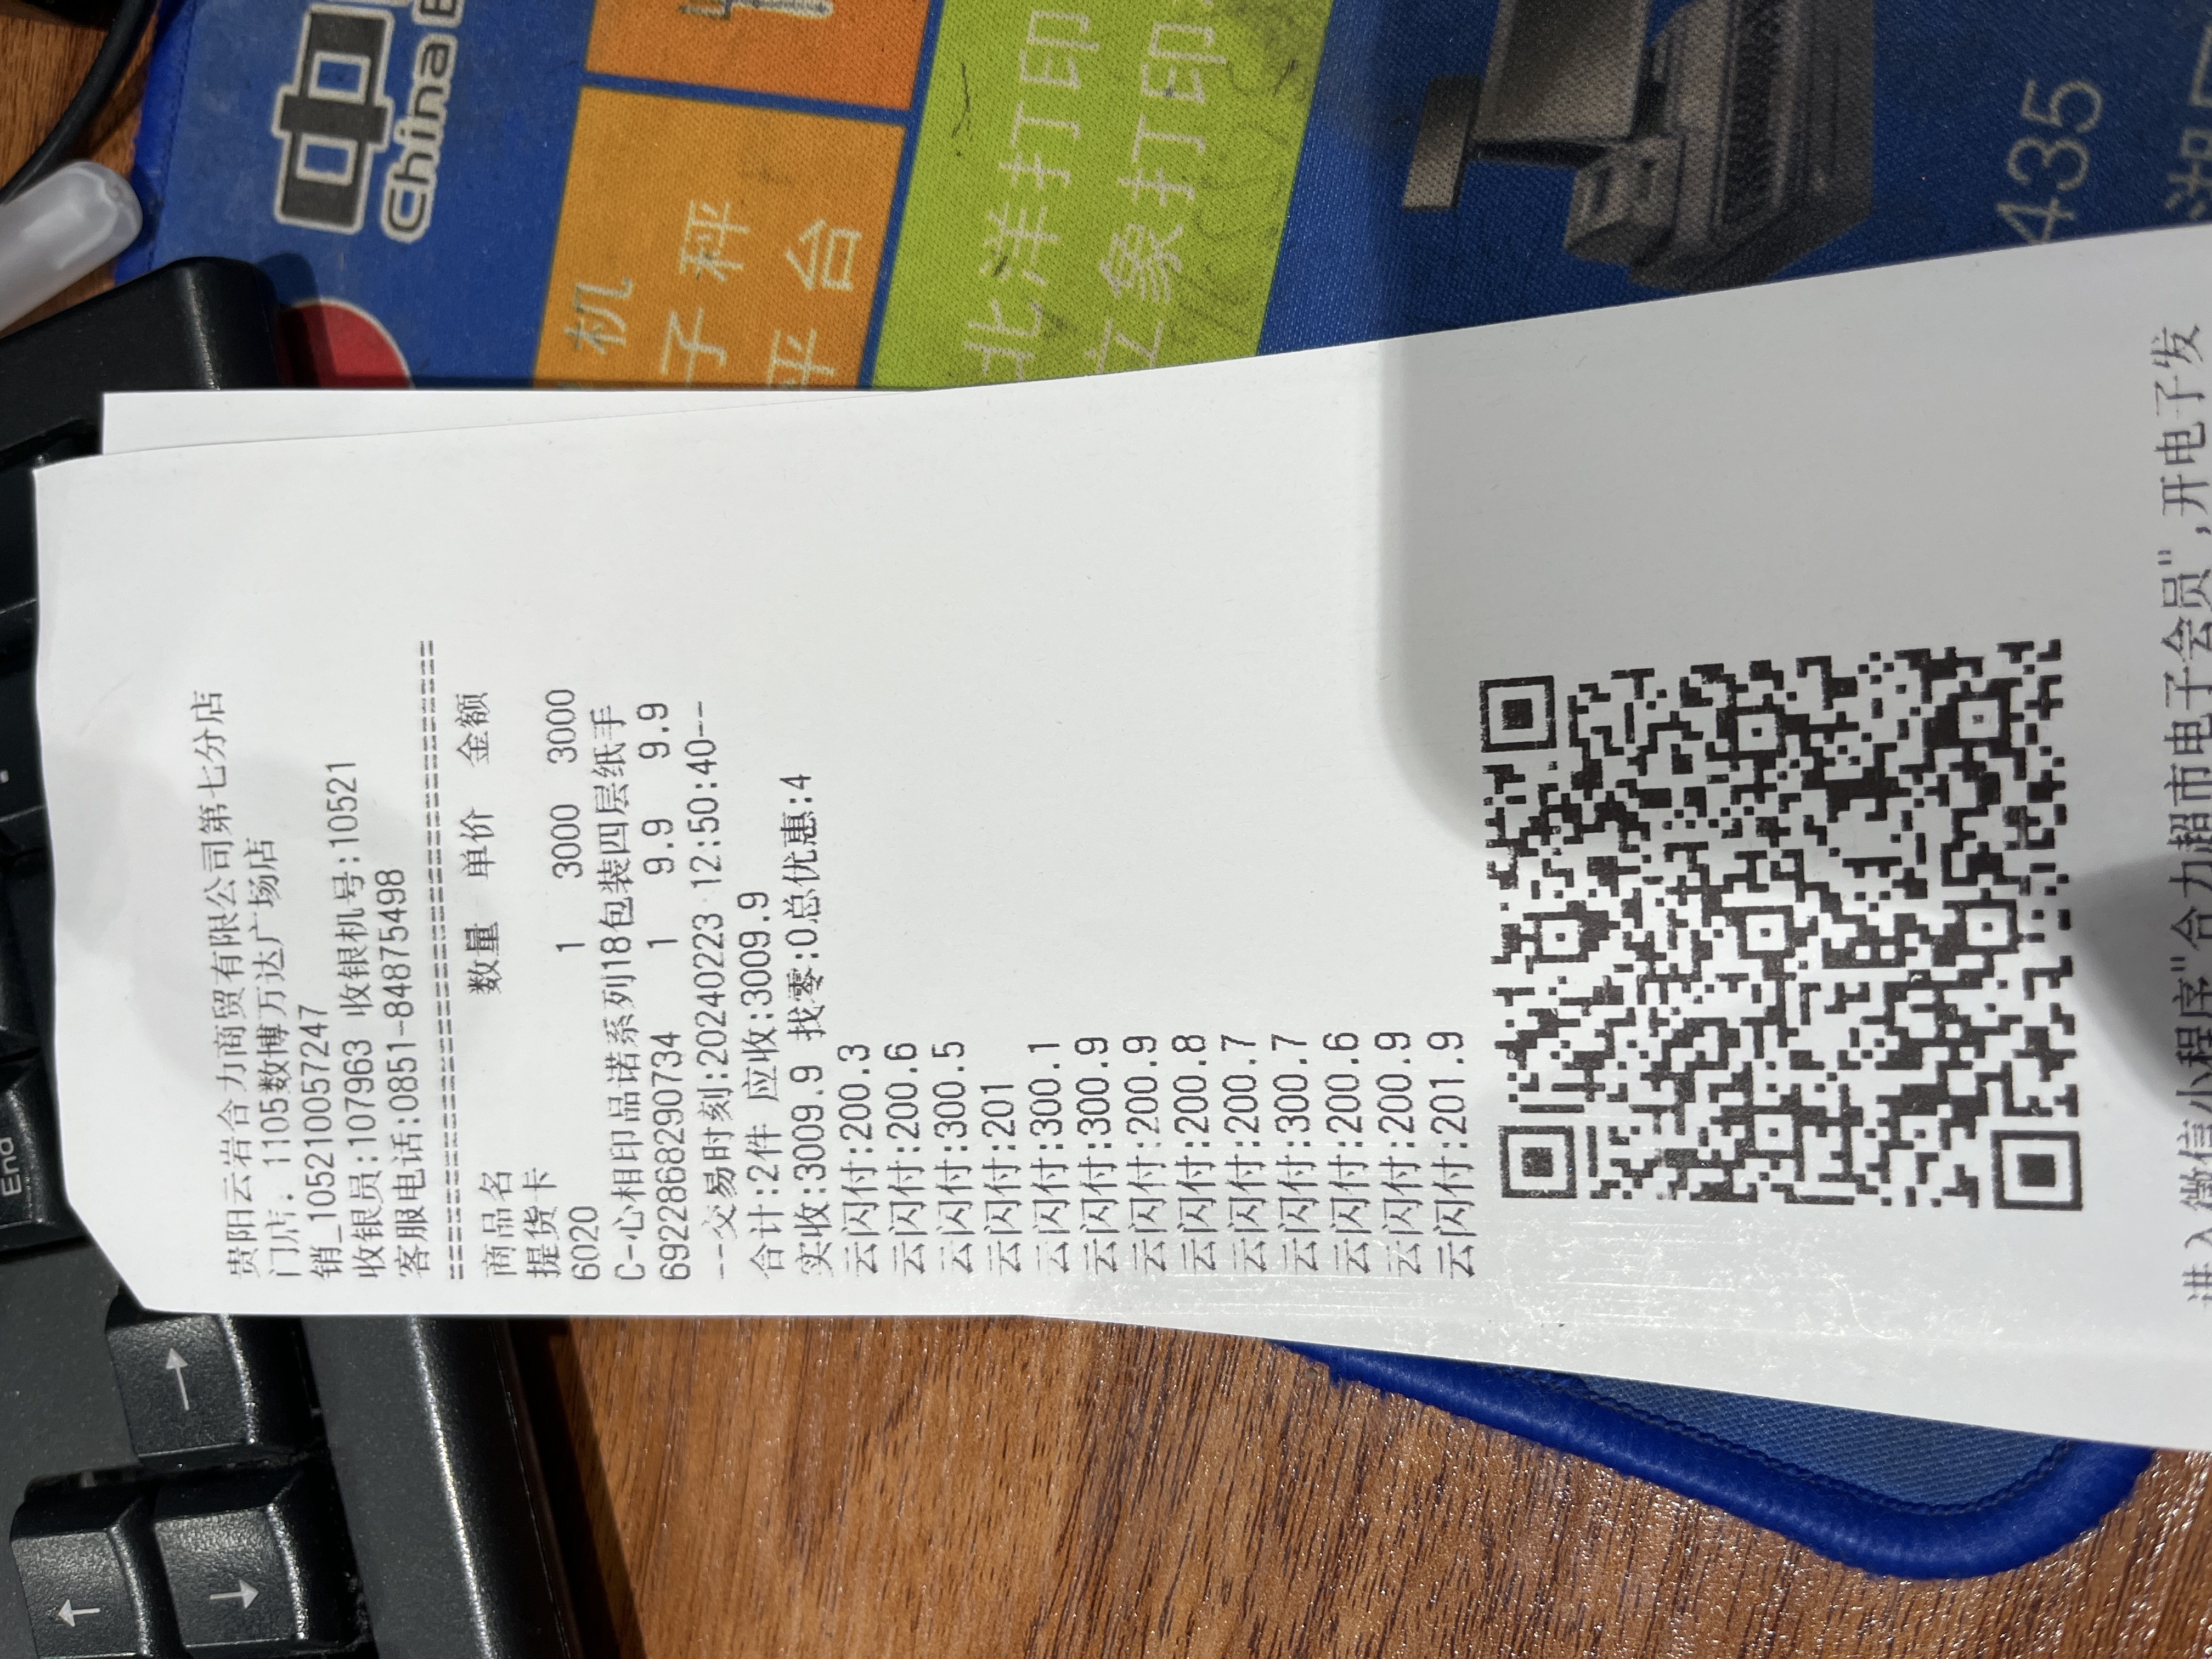 贵阳云岩合力商贸有限公司第七分店
门店: 1105数博万达广场店
销_1052100057247
收银员:107963 收银机号:10521
客服电话:0851-84875498
==========================================
商品名 数量 单价 金额
提货卡
6020 1 3000 3000
C-心相印品诺系列18包装四层纸手
6922868290734 1 9.9 9.9
--交易时刻:20240223 12:50:40--
合计:2件 应收:3009.9
实收:3009.9 找零:0总优惠:4
云闪付:200.3
云闪付:200.6
云闪付:300.5
云闪付:201
云闪付:300.1
云闪付:300.9
云闪付:200.9
云闪付:200.8
云闪付:200.7
云闪付:300.7
云闪付:200.6
云闪付:200.9
云闪付:201.9
进入微信小程序"合力超市电子会员",开电子发
China
机
子秤
平台
北洋打印
立象打印
435
End